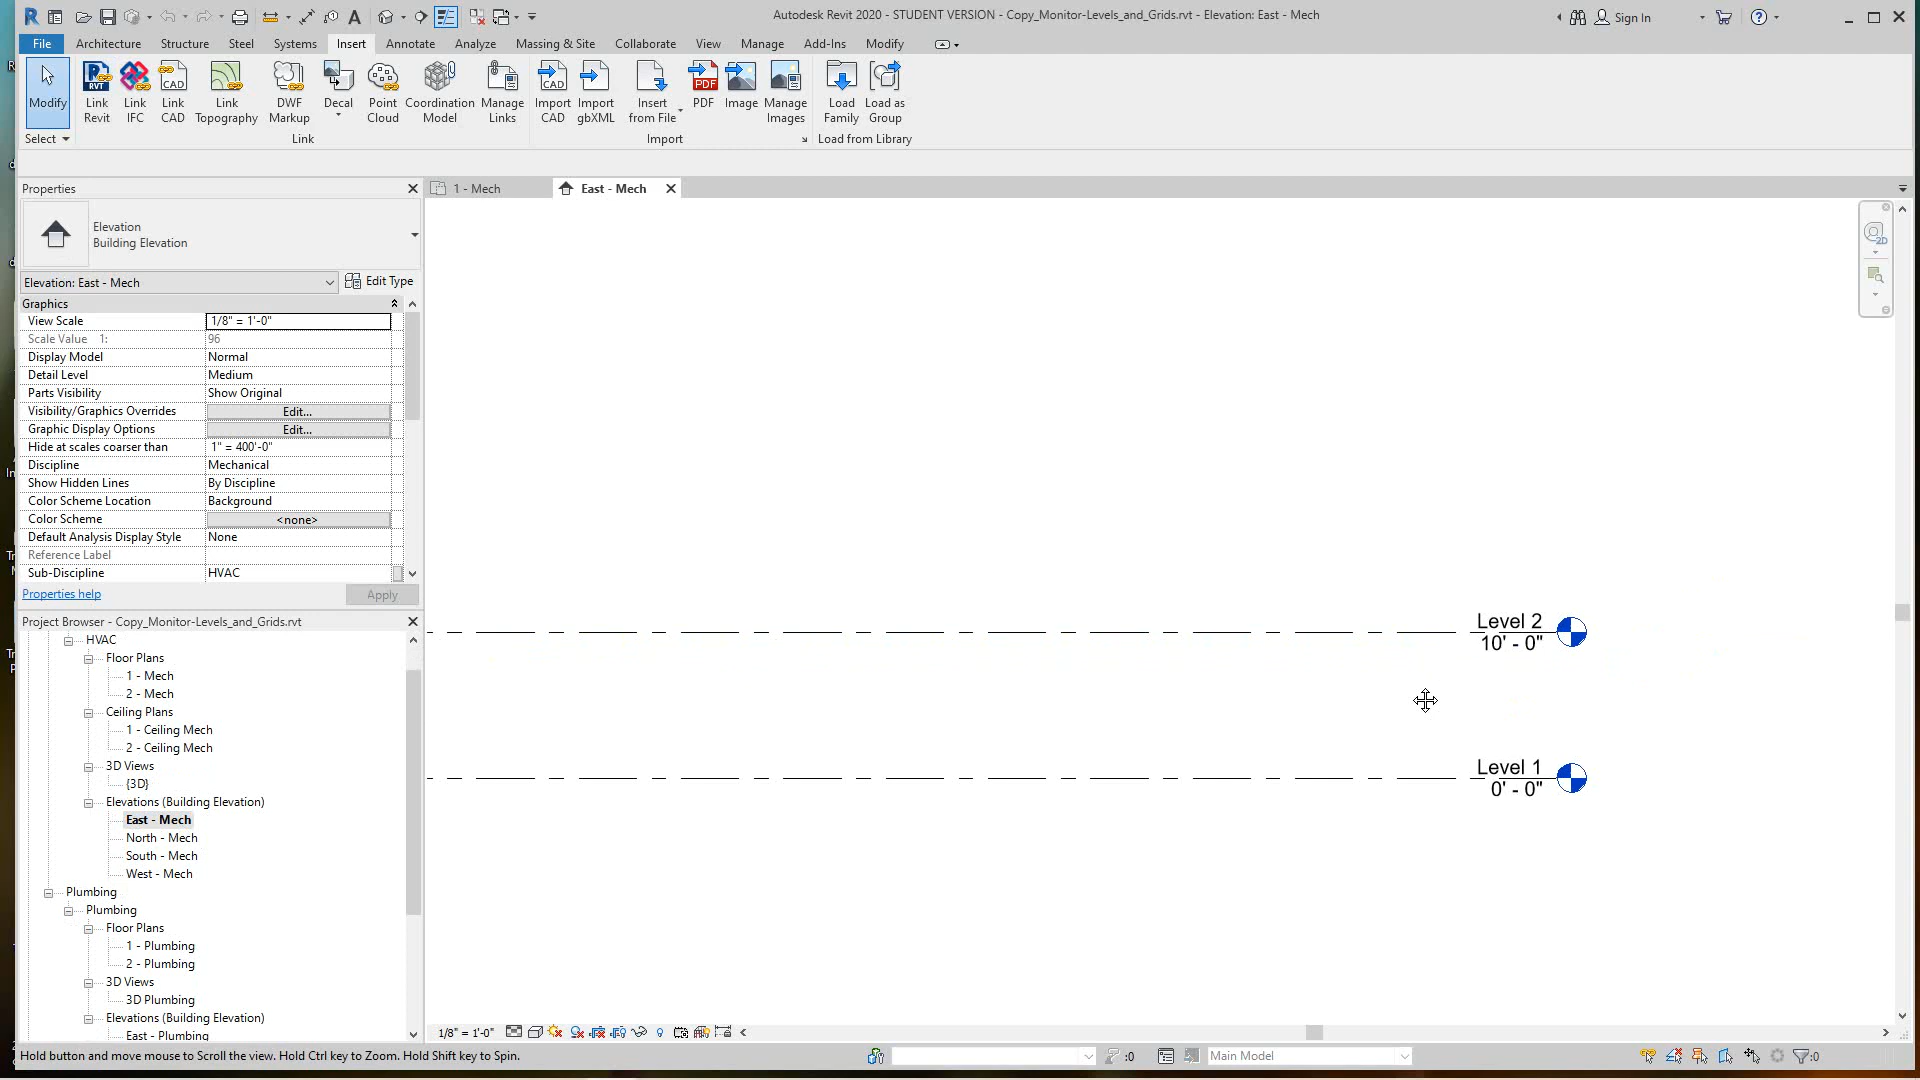 Autodesk Revit 2020 - STUDENT VERSION - Copy_Monitor-Levels_and_Grids.rvt - Elevation: East - Mech
Sign In
File Architecture Structure Steel Systems Insert Annotate Analyze Massing & Site Collaborate View Manage Add-Ins Modify
Modify
Link Revit
Link IFC
Link CAD
Link Topography
DWF Markup
Decal
Point Cloud
Coordination Model
Manage Links
Import CAD
Import gbXML
Insert from File
PDF
Image
Manage Images
Load Family
Load as Group
Select
Link
Import
Load from Library
Properties
1 - Mech
East - Mech
Elevation
Building Elevation
Elevation: East - Mech
Edit Type
Graphics
View Scale 1/8" = 1'-0"
Scale Value 1: 96
Display Model Normal
Detail Level Medium
Parts Visibility Show Original
Visibility/Graphics Overrides Edit...
Graphic Display Options Edit...
Hide at scales coarser than 1" = 400'-0"
Discipline Mechanical
Show Hidden Lines By Discipline
Color Scheme Location Background
Color Scheme <none>
Default Analysis Display Style None
Reference Label
Sub-Discipline HVAC
Properties help
Apply
Project Browser - Copy_Monitor-Levels_and_Grids.rvt
HVAC
Floor Plans
1 - Mech
2 - Mech
Ceiling Plans
1 - Ceiling Mech
2 - Ceiling Mech
3D Views
{3D}
Elevations (Building Elevation)
East - Mech
North - Mech
South - Mech
West - Mech
Plumbing
Plumbing
Floor Plans
1 - Plumbing
2 - Plumbing
3D Views
3D Plumbing
Elevations (Building Elevation)
East - Plumbing
Level 2
10' - 0"
Level 1
0' - 0"
2D
1/8" = 1'-0"
Hold button and move mouse to Scroll the view. Hold Ctrl key to Zoom. Hold Shift key to Spin.
:0
Main Model
:0